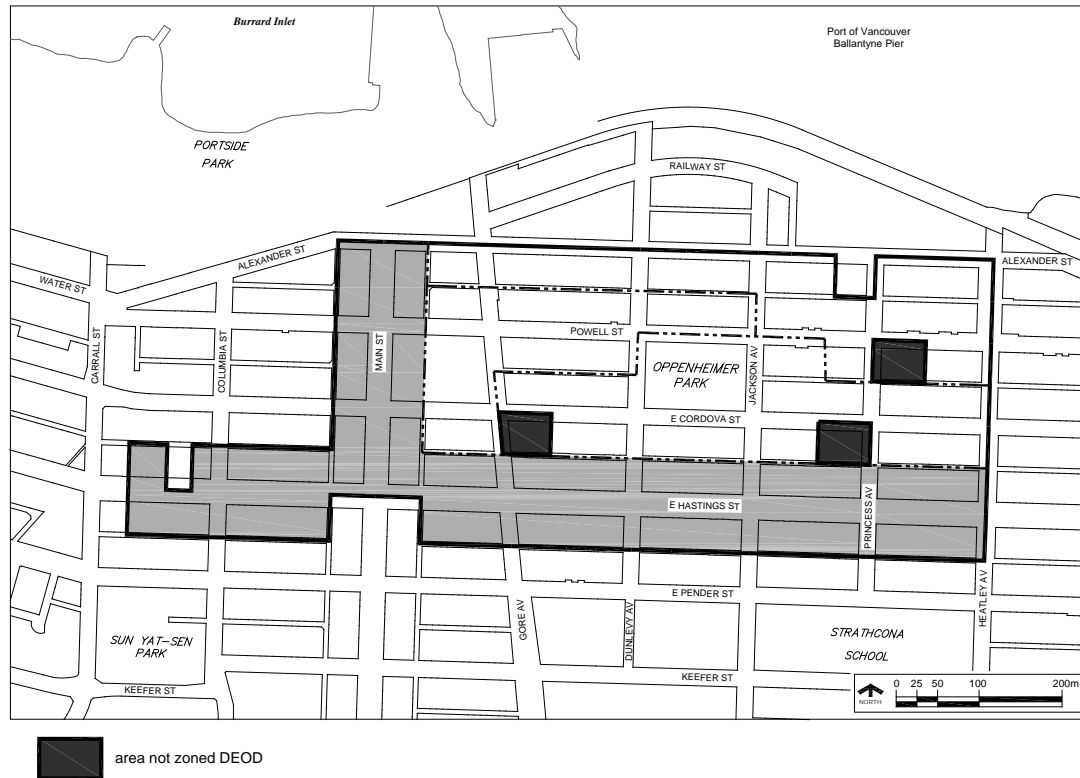 Burrard Inlet
Port of Vancouver
Ballantyne Pier
PORTSIDE
PARK
RAILWAY ST
ALEXANDER ST
ALEXANDER ST
WATER ST
CARRALL ST
COLUMBIA ST
MAIN ST
POWELL ST
OPPENHEIMER
PARK
JACKSON AV
E CORDOVA ST
E HASTINGS ST
PRINCESS AV
HEATLEY AV
E PENDER ST
GORE AV
DUNLEVY AV
SUN YAT-SEN
PARK
STRATHCONA
SCHOOL
KEEFER ST
KEEFER ST
NORTH
0 25 50 100 200m
area not zoned DEOD